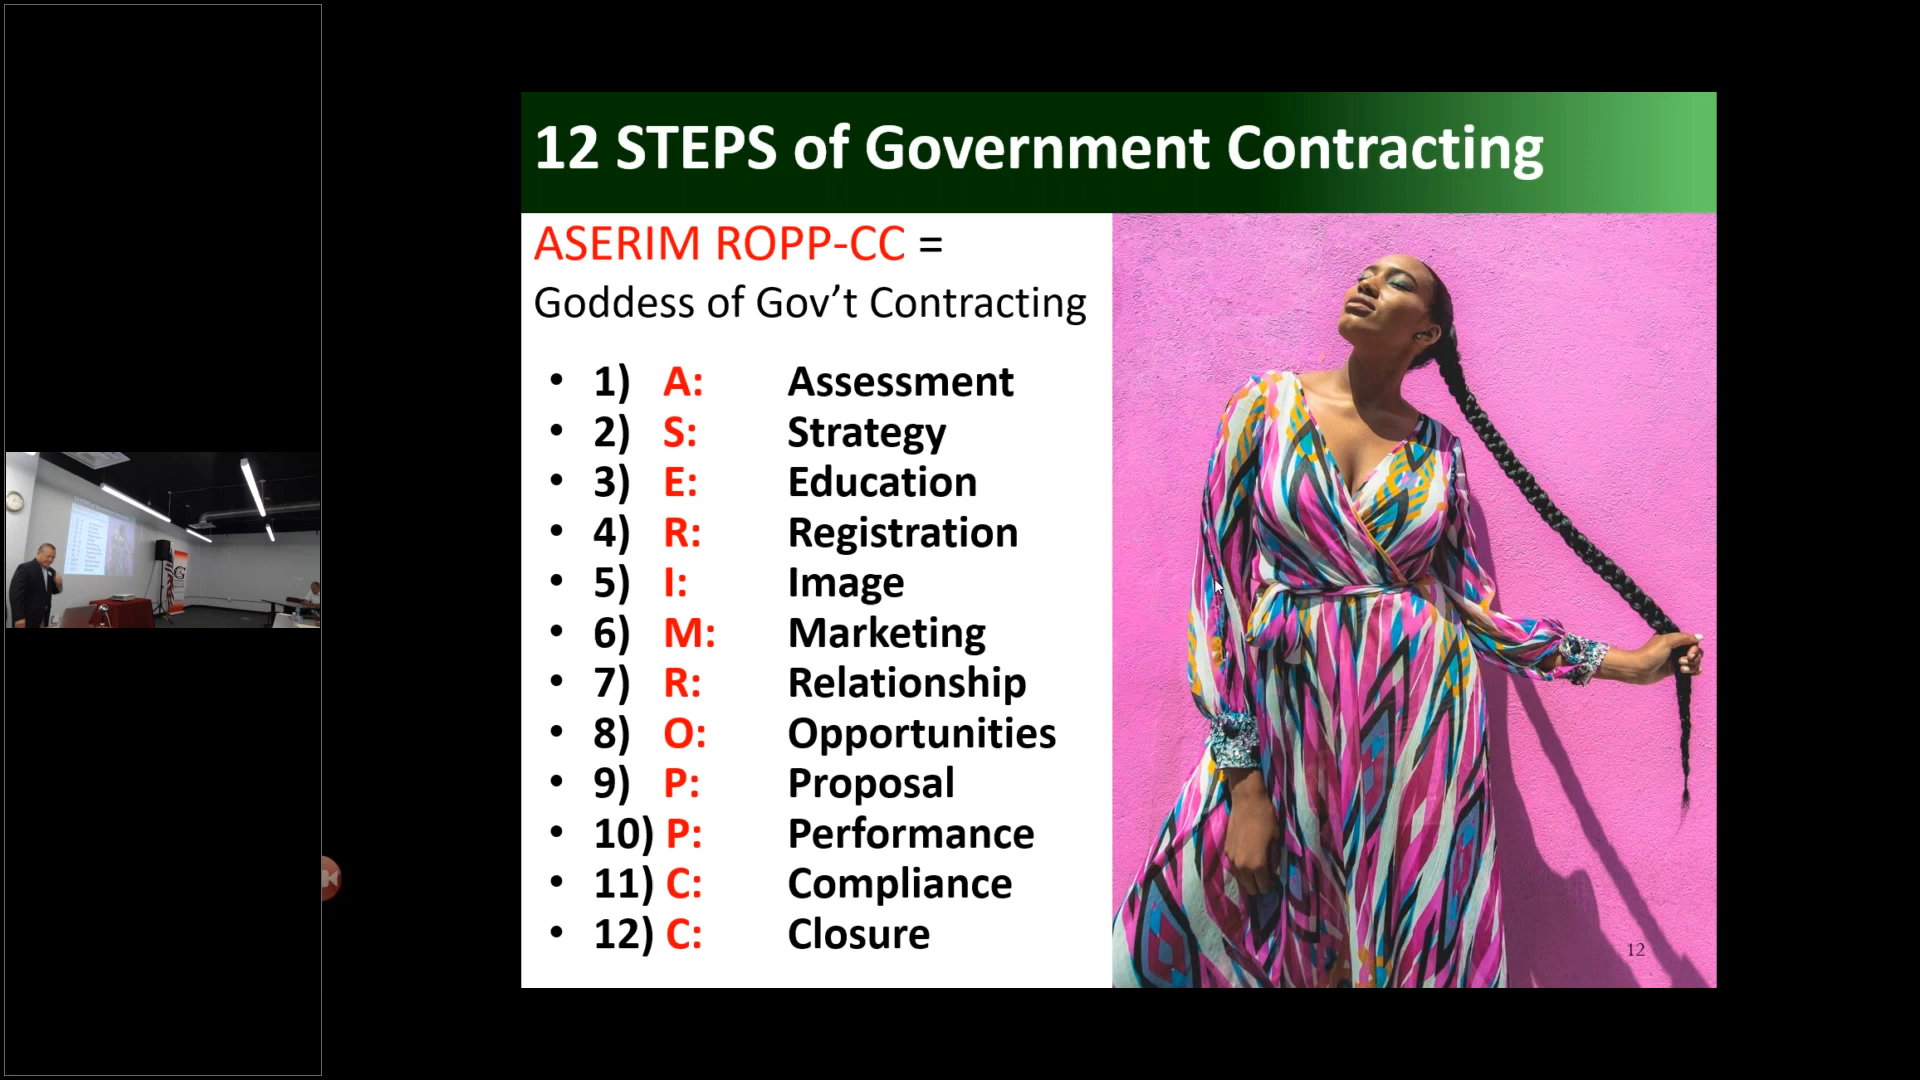 12 STEPS of Government Contracting
ASERIM ROPP-CC =
Goddess of Gov't Contracting
• 1) A: Assessment
• 2) S: Strategy
• 3) E: Education
• 4) R: Registration
• 5) I: Image
• 6) M: Marketing
• 7) R: Relationship
• 8) O: Opportunities
• 9) P: Proposal
• 10) P: Performance
• 11) C: Compliance
• 12) C: Closure
12